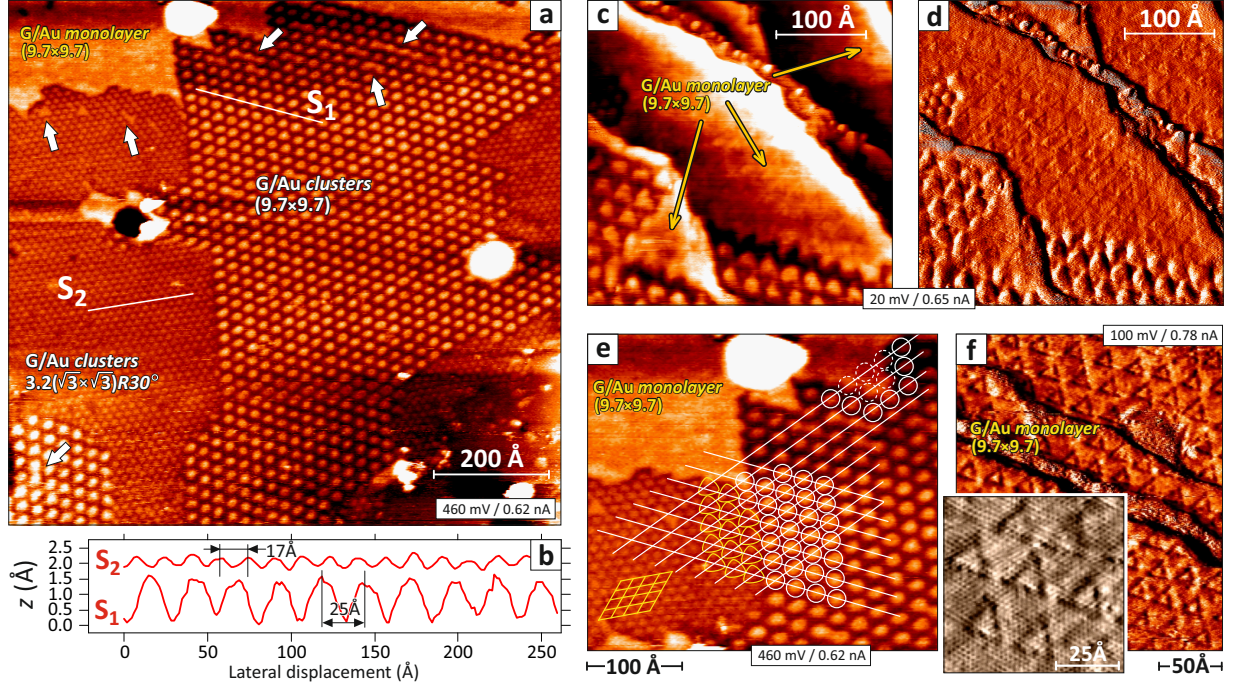 a
G/Au monolayer
(9.7×9.7)
S₁
G/Au clusters
(9.7×9.7)
S₂
G/Au clusters
3.2(√3×√3)R30°
200 Å
460 mV / 0.62 nA
b
z (Å)
2.5
2.0
1.5
1.0
0.5
0.0
S₂
S₁
17Å
25Å
0
50
100
150
200
250
Lateral displacement (Å)
c
100 Å
G/Au monolayer
(9.7×9.7)
d
100 Å
20 mV / 0.65 nA
e
G/Au monolayer
(9.7×9.7)
100 Å
460 mV / 0.62 nA
100 mV / 0.78 nA
f
G/Au monolayer
(9.7×9.7)
25Å
50Å